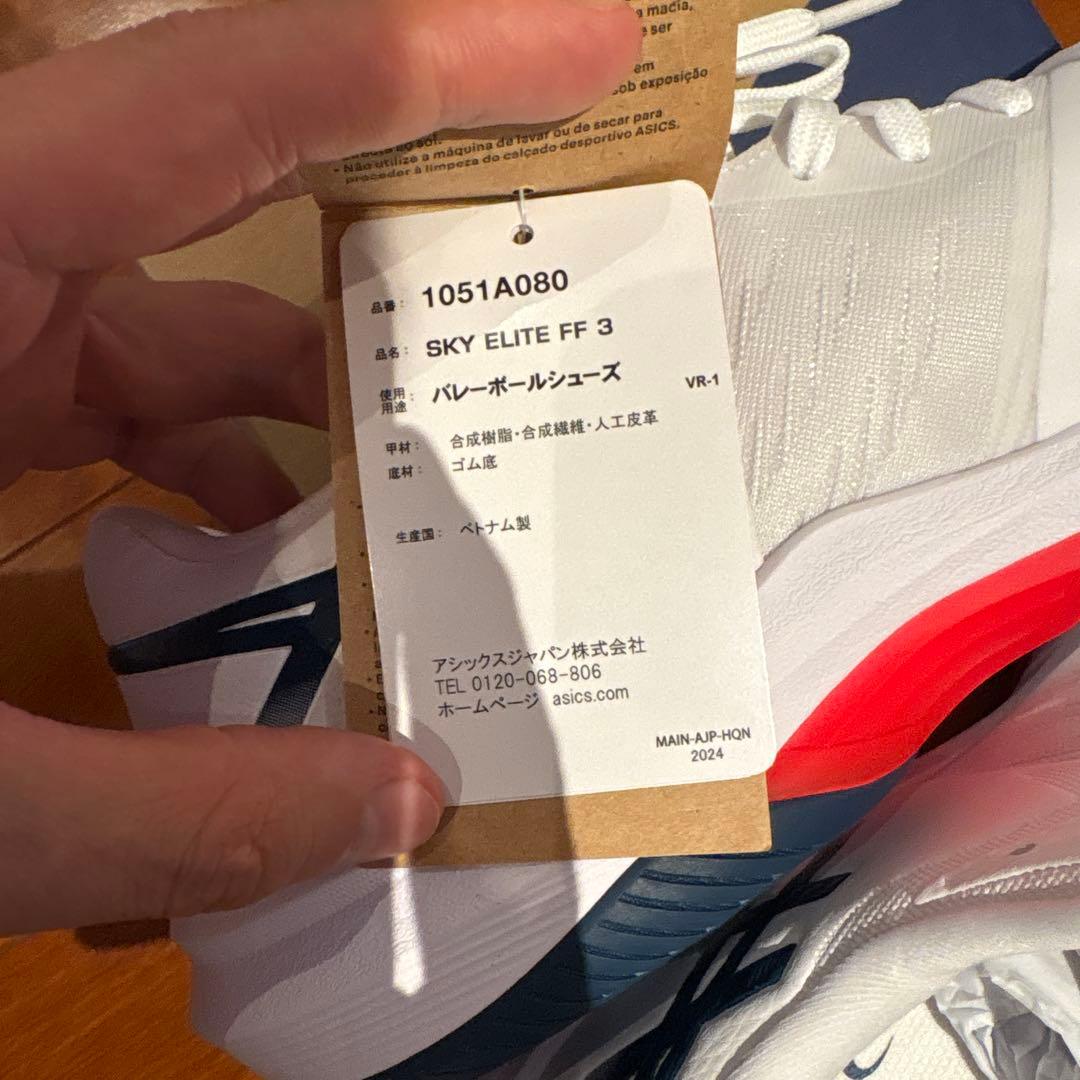 macia,
ser
em
sob exposição
ao sol.
- Não utilize a máquina de lavar ou de secar para
proceder à limpeza do calçado desportivo ASICS.
品番： 1051A080
品名： SKY ELITE FF 3
使用用途： バレーボールシューズ VR-1
甲材： 合成樹脂・合成繊維・人工皮革
底材： ゴム底
生産国： ベトナム製
アシックスジャパン株式会社
TEL 0120-068-806
ホームページ asics.com
MAIN-AJP-HQN
2024